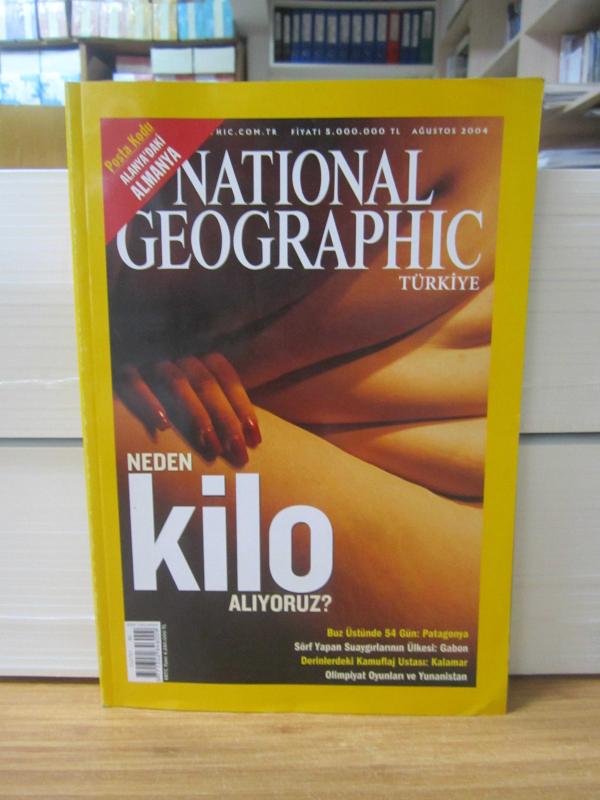 Posta Kodu
ALANYA'DAKİ
ALMANYA
HIC.COM.TR FİYATI 5.000.000 TL AĞUSTOS 2004
NATIONAL
GEOGRAPHIC
TÜRKİYE
NEDEN
kilo
ALIYORUZ?
Buz Üstünde 54 Gün: Patagonya
Sörf Yapan Suaygırlarının Ülkesi: Gabon
Derinlerdeki Kamuflaj Ustası: Kalamar
Olimpiyat Oyunları ve Yunanistan